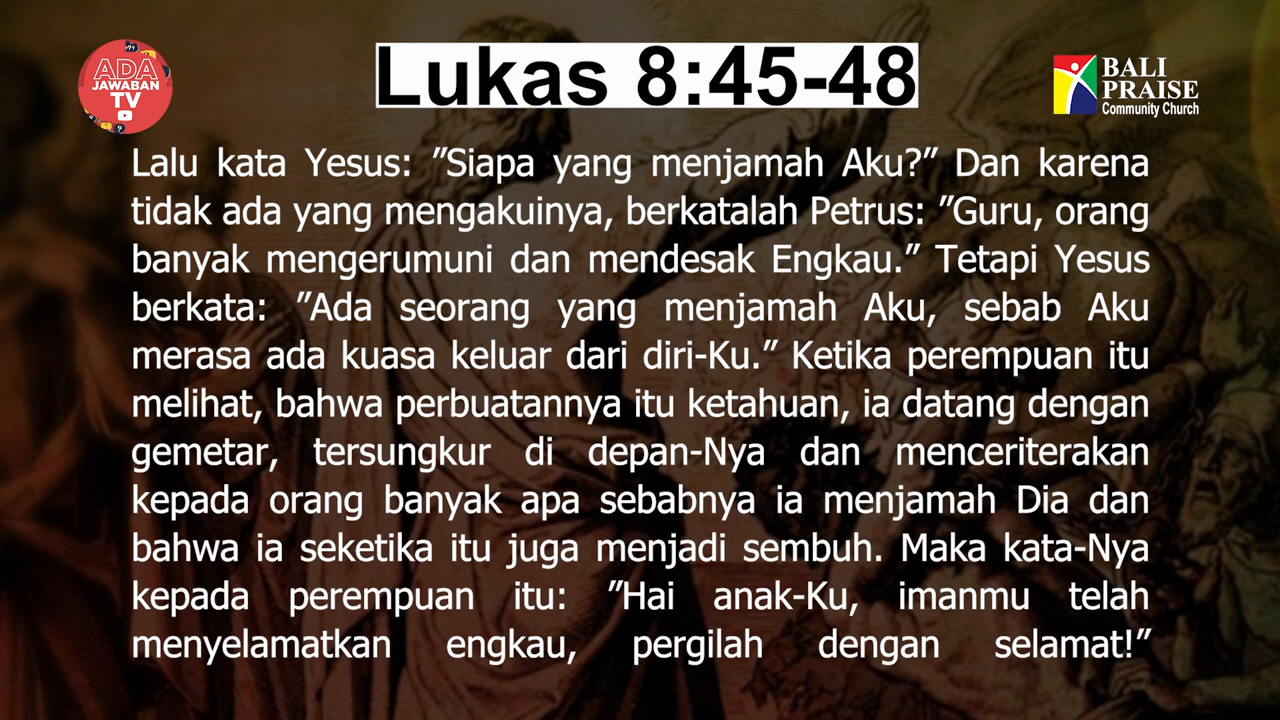 ADA
JAWABAN
TV
Lukas 8:45-48
BALI
PRAISE
Community Church
Lalu kata Yesus: ”Siapa yang menjamah Aku?” Dan karena
tidak ada yang mengakuinya, berkatalah Petrus: ”Guru, orang
banyak mengerumuni dan mendesak Engkau.” Tetapi Yesus
berkata: ”Ada seorang yang menjamah Aku, sebab Aku
merasa ada kuasa keluar dari diri-Ku.” Ketika perempuan itu
melihat, bahwa perbuatannya itu ketahuan, ia datang dengan
gemetar, tersungkur di depan-Nya dan menceriterakan
kepada orang banyak apa sebabnya ia menjamah Dia dan
bahwa ia seketika itu juga menjadi sembuh. Maka kata-Nya
kepada perempuan itu: ”Hai anak-Ku, imanmu telah
menyelamatkan engkau, pergilah dengan selamat!”